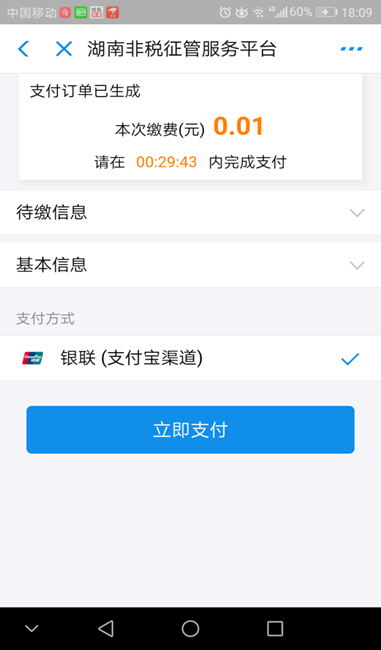 中国移动 4G 60% 18:09
湖南非税征管服务平台
支付订单已生成
本次缴费(元) 0.01
请在 00:29:43 内完成支付
待缴信息
基本信息
支付方式
银联 (支付宝渠道)
立即支付